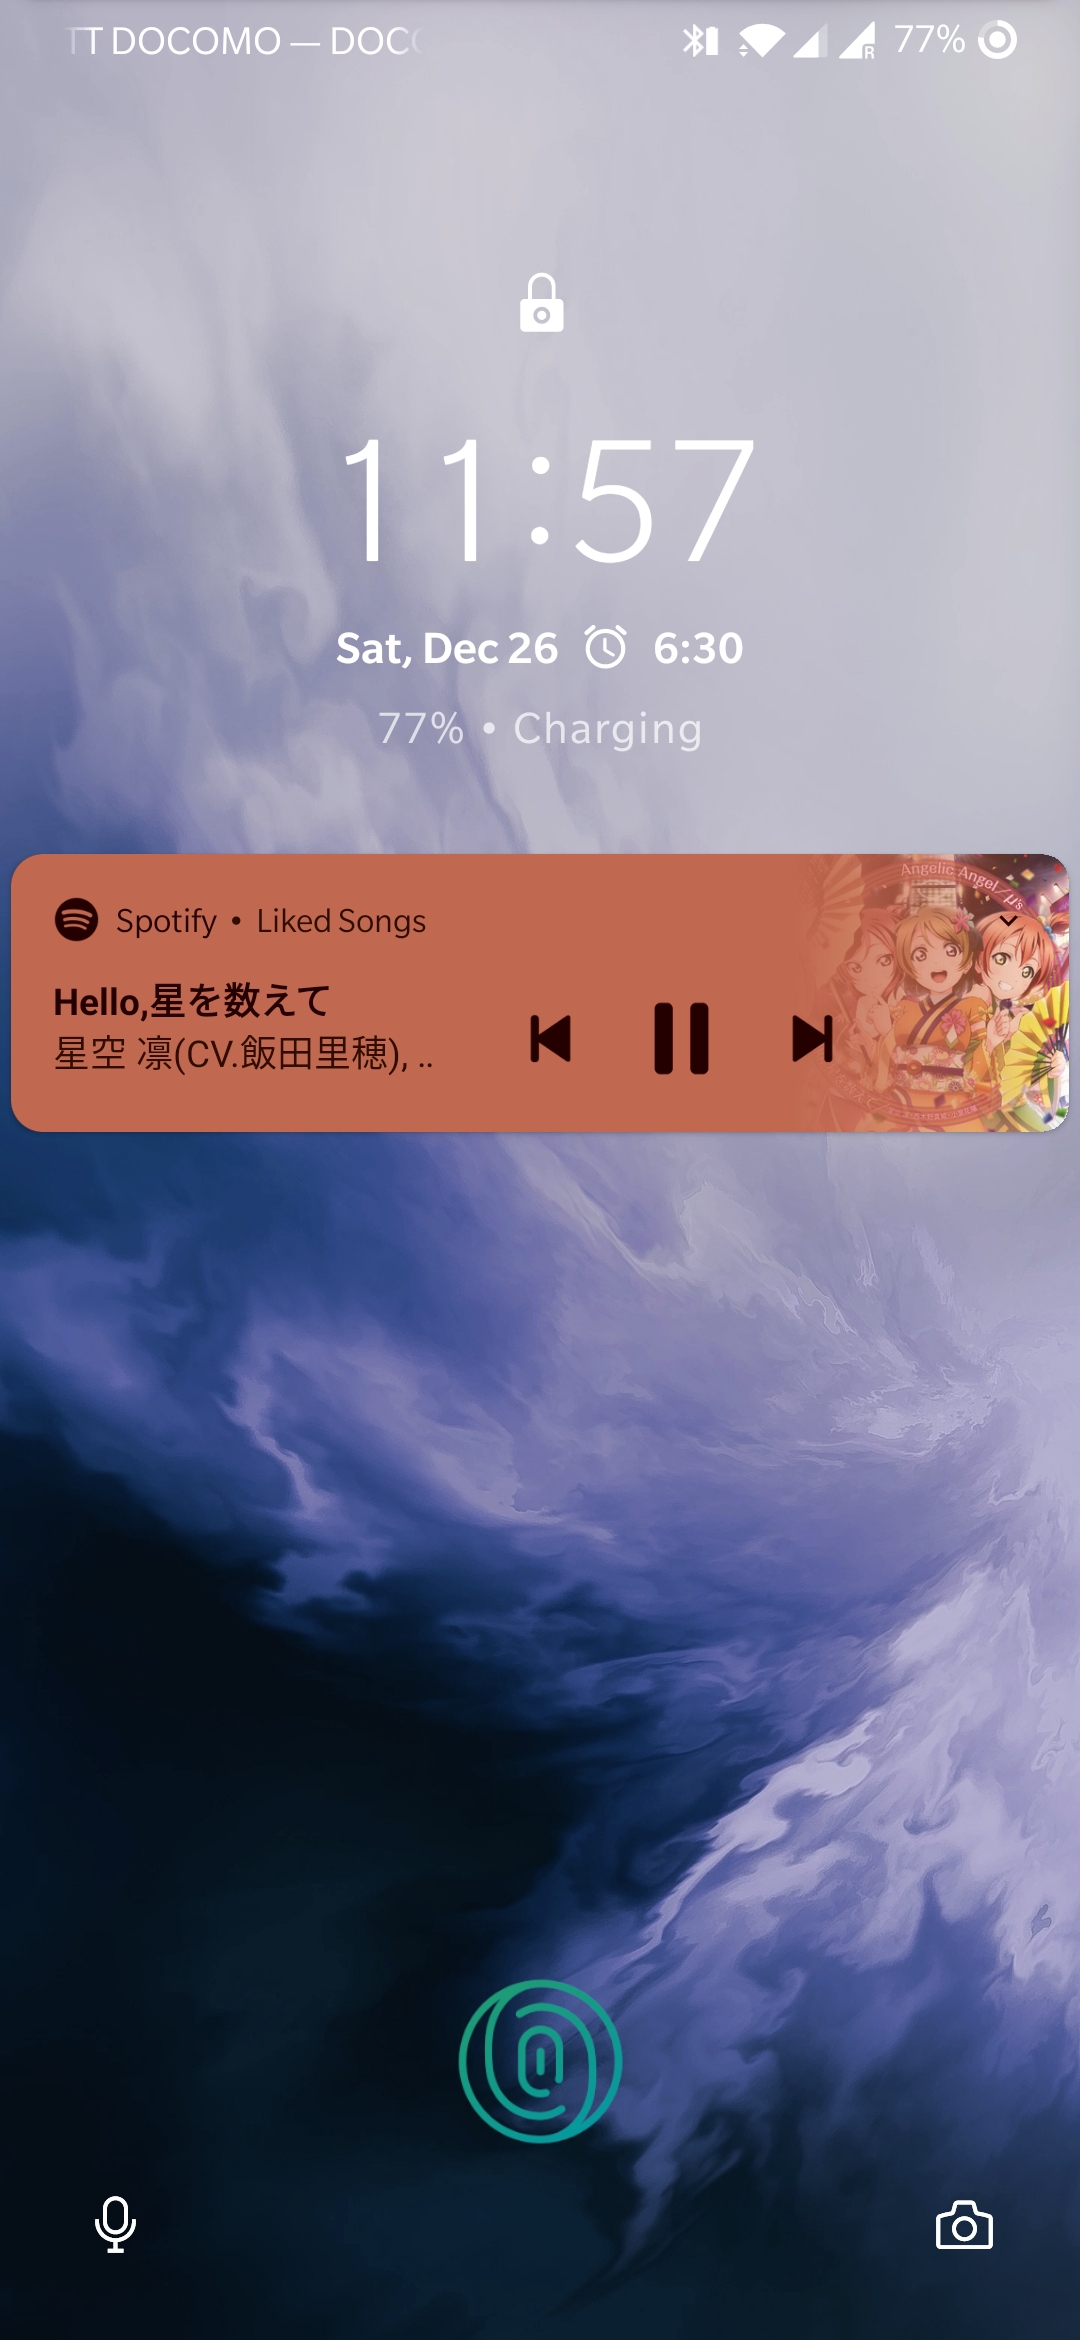 TT DOCOMO — DOC
R 77%
11:57
Sat, Dec 26 6:30
77% • Charging
Spotify • Liked Songs
Angelic Angel/μ's
Hello,星を数えて
星空 凛(CV.飯田里穂), ..